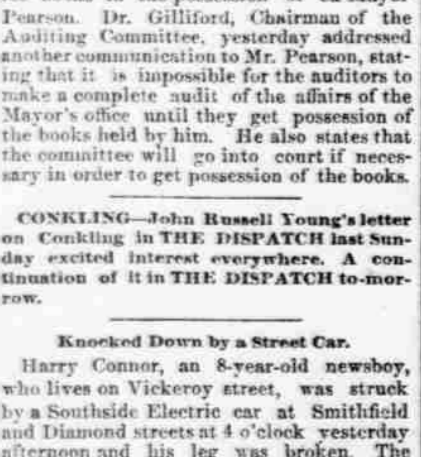 Pearson. Dr. Gilliford, Chairman of the
Auditing Committee, yesterday addressed
another communication to Mr. Pearson, stat-
ing that it is impossible for the auditors to
make a complete audit of the affairs of the
Mayor's office until they get possession of
the books held by him. He also states that
the committee will go into court if neces-
sary in order to get possession of the books.
CONKLING—John Russell Young's letter
on Conkling in THE DISPATCH last Sun-
day excited interest everywhere. A con-
tinuation of it in THE DISPATCH to-mor-
row.
Knocked Down by a Street Car.
Harry Connor, an 8-year-old newsboy,
who lives on Vickeroy street, was struck
by a Southside Electric car at Smithfield
and Diamond streets at 4 o'clock yesterday
afternoon and his leg was broken. The